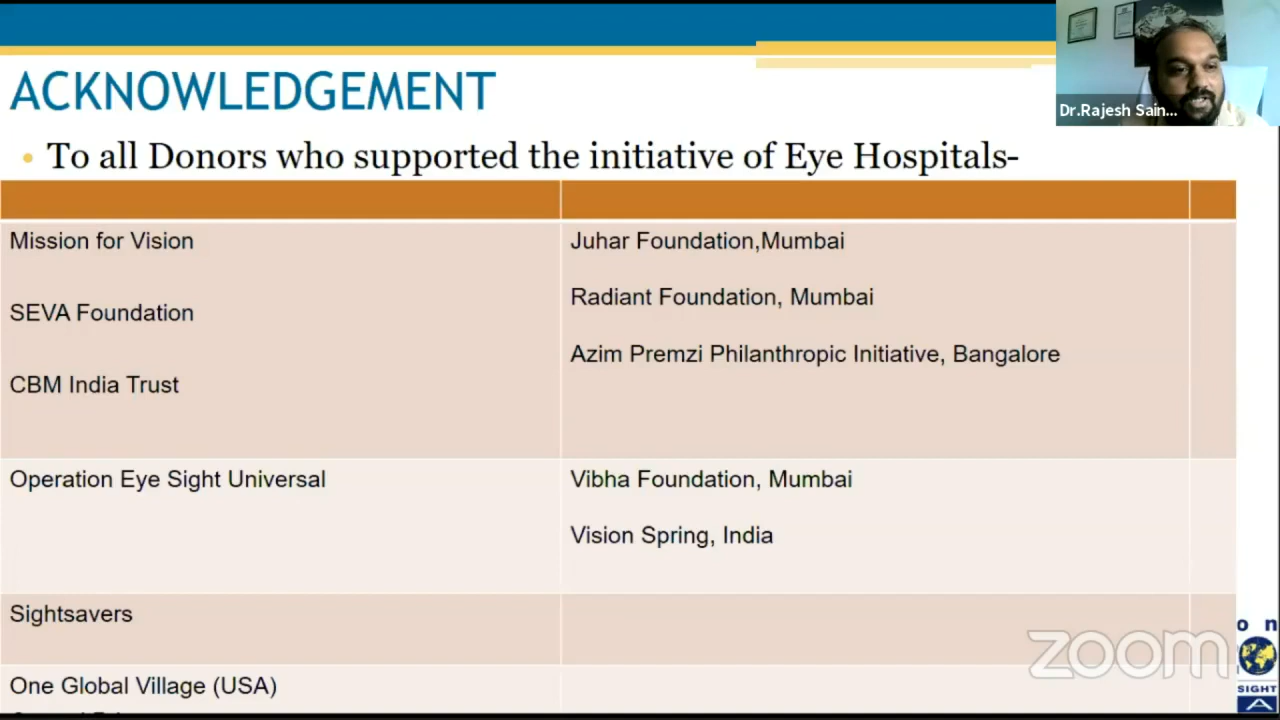 ACKNOWLEDGEMENT
Dr.Rajesh Sain...
• To all Donors who supported the initiative of Eye Hospitals-
Mission for Vision
SEVA Foundation
CBM India Trust
Juhar Foundation,Mumbai
Radiant Foundation, Mumbai
Azim Premzi Philanthropic Initiative, Bangalore
Operation Eye Sight Universal
Vibha Foundation, Mumbai
Vision Spring, India
Sightsavers
One Global Village (USA)
zoom
o n
SIGHT